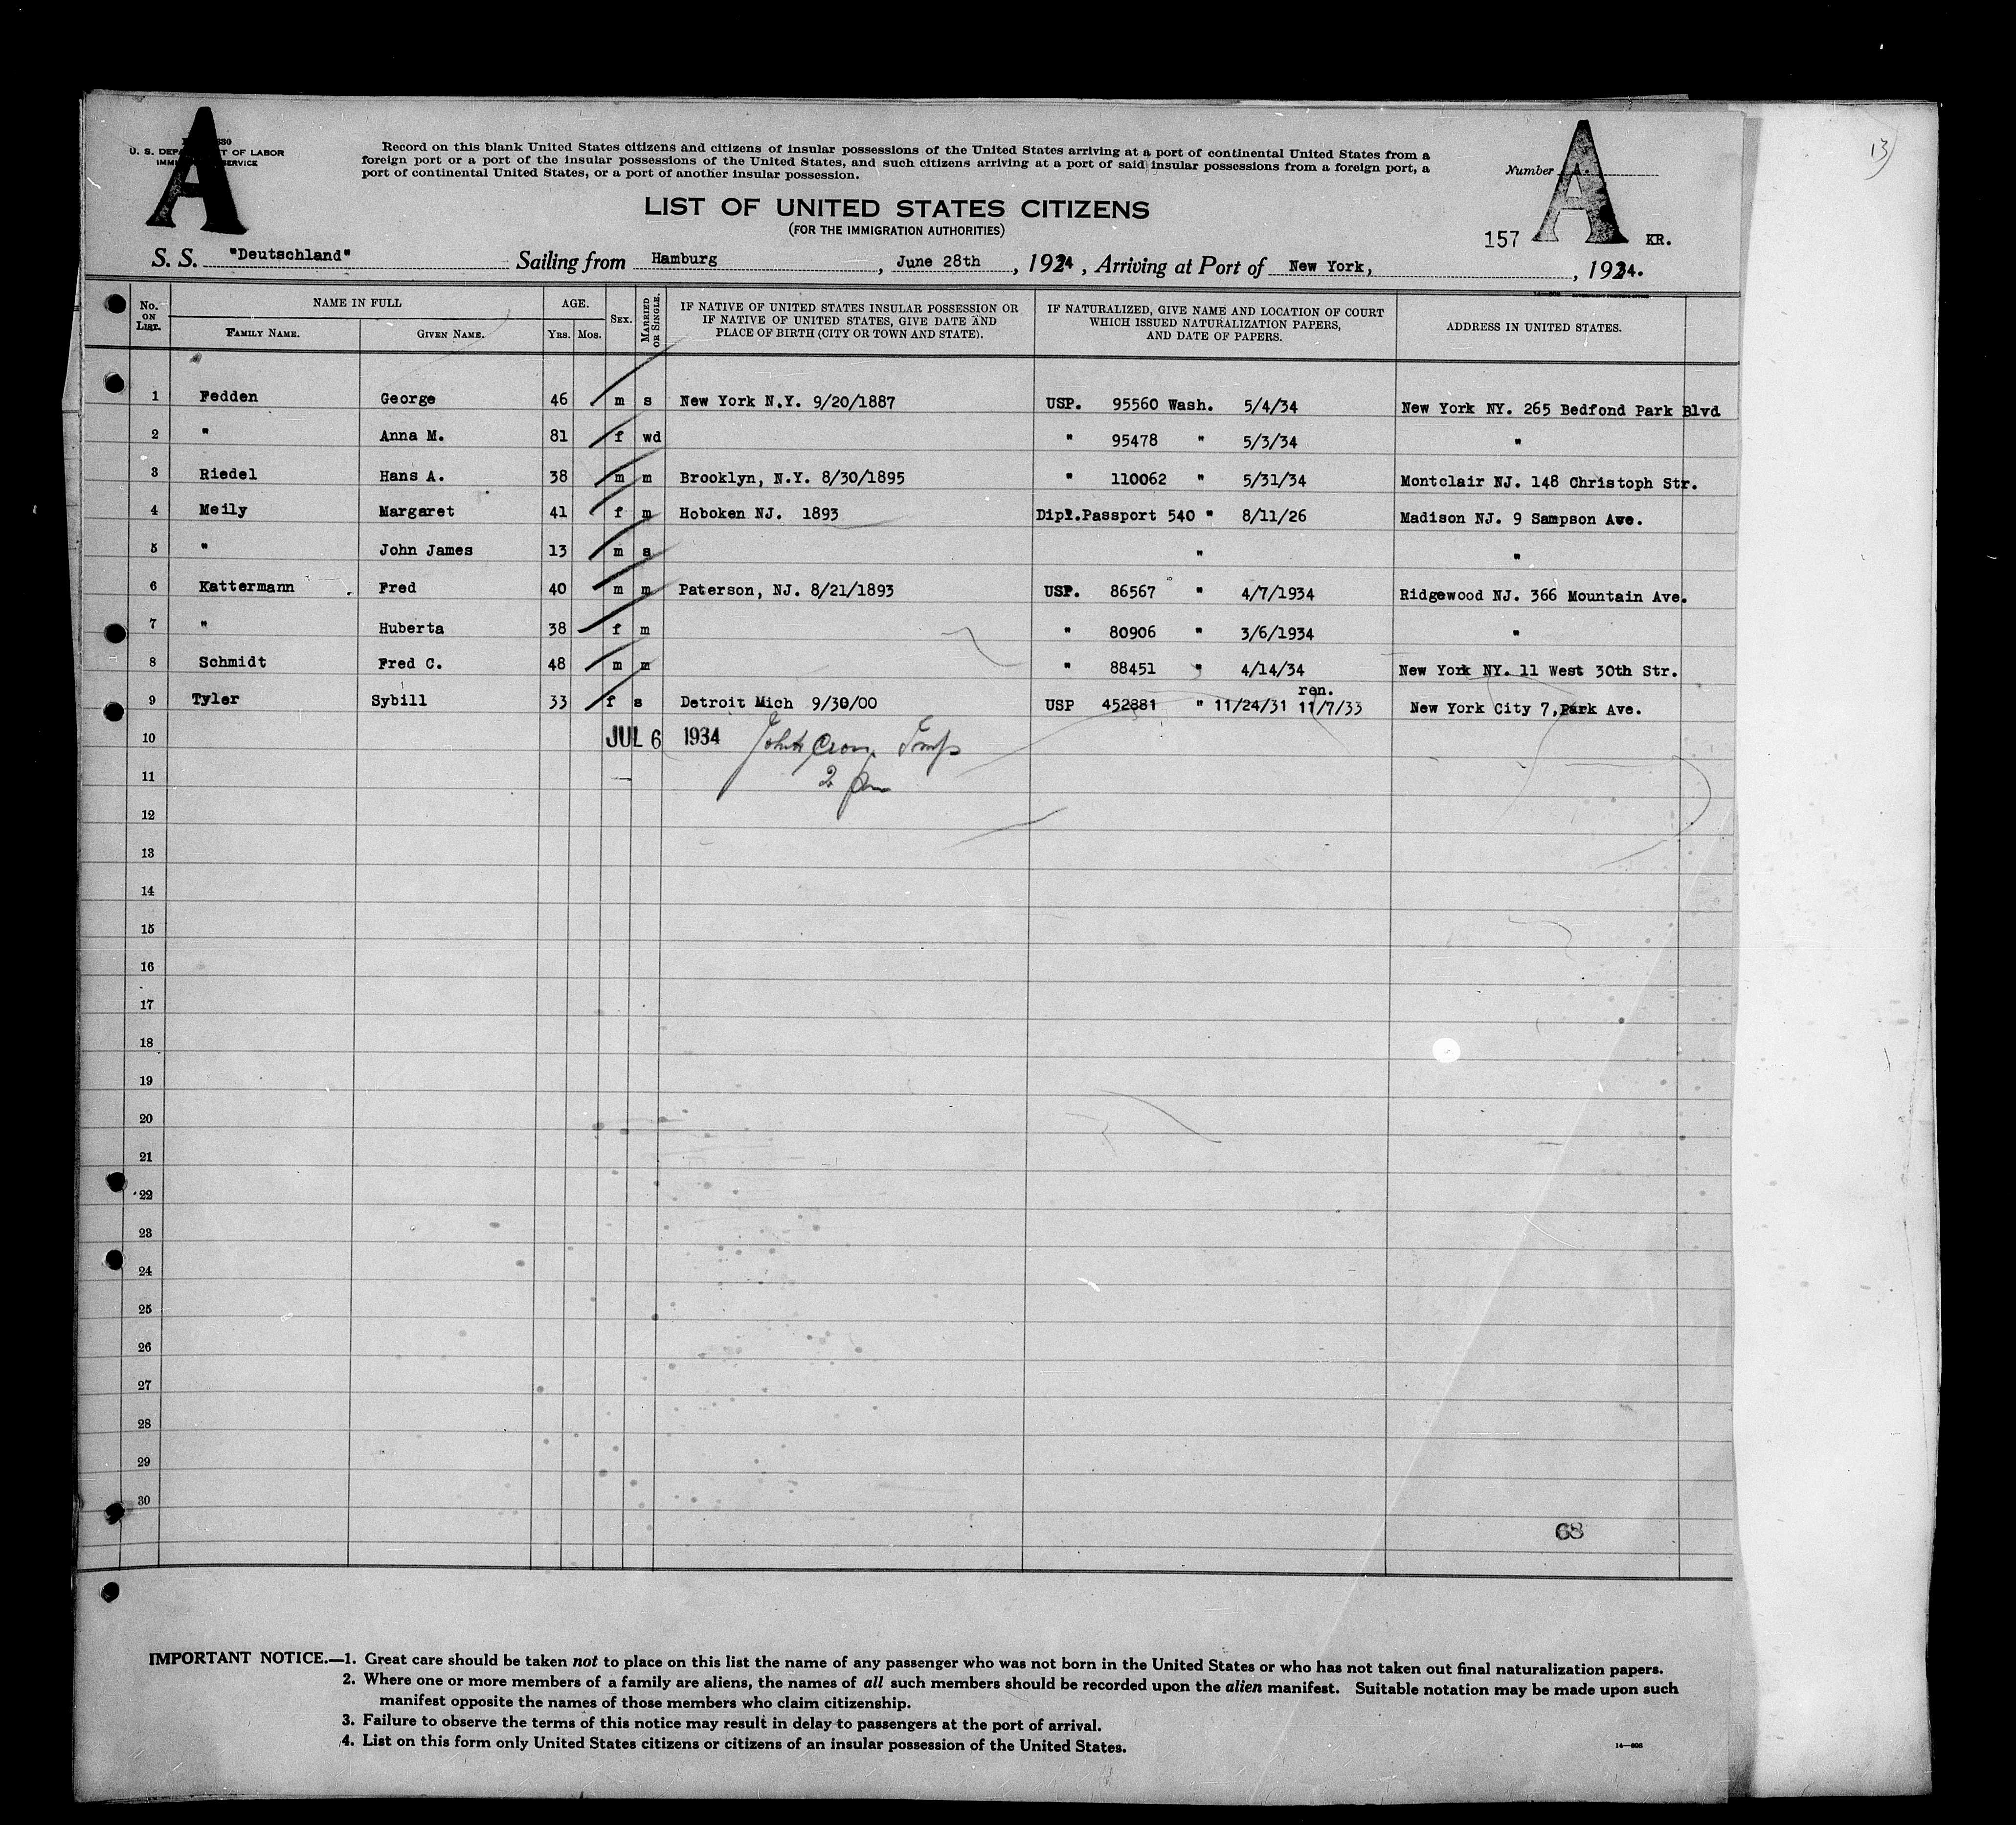 A
U. S. DEPARTMENT OF LABOR
IMMIGRATION SERVICE
Record on this blank United States citizens and citizens of insular possessions of the United States arriving at a port of continental United States from a
foreign port or a port of the insular possessions of the United States, and such citizens arriving at a port of said insular possessions from a foreign port, a
port of continental United States, or a port of another insular possession.
Number
A
13
LIST OF UNITED STATES CITIZENS
(FOR THE IMMIGRATION AUTHORITIES)
157 KR.
S. S. "Deutschland" Sailing from Hamburg, June 28th, 1934, Arriving at Port of New York, , 1934.
No. ON LIST. NAME IN FULL AGE. SEX. MARRIED OR SINGLE. IF NATIVE OF UNITED STATES INSULAR POSSESSION OR IF NATIVE OF UNITED STATES, GIVE DATE AND PLACE OF BIRTH (CITY OR TOWN AND STATE). IF NATURALIZED, GIVE NAME AND LOCATION OF COURT WHICH ISSUED NATURALIZATION PAPERS, AND DATE OF PAPERS. ADDRESS IN UNITED STATES.
FAMILY NAME. GIVEN NAME. YRS. MOS.
1 Fedden George 46 m s New York N.Y. 9/20/1887 USP. 95560 Wash. 5/4/34 New York NY. 265 Bedfond Park Blvd
2 " Anna M. 81 f wd " 95478 " 5/3/34 "
3 Riedel Hans A. 38 m m Brooklyn, N.Y. 8/30/1895 " 110062 " 5/31/34 Montclair NJ. 148 Christoph Str.
4 Meily Margaret 41 f m Hoboken NJ. 1893 Dipl.Passport 540 " 8/11/26 Madison NJ. 9 Sampson Ave.
5 " John James 13 m s " "
6 Kattermann Fred 40 m m Paterson, NJ. 8/21/1893 USP. 86567 " 4/7/1934 Ridgewood NJ. 366 Mountain Ave.
7 " Huberta 38 f m " 80906 " 3/6/1934 "
8 Schmidt Fred C. 48 m m " 88451 " 4/14/34 New York NY. 11 West 30th Str.
ren.
9 Tyler Sybill 33 f s Detroit Mich 9/30/00 USP 452881 " 11/24/31 11/7/33 New York City 7, Park Ave.
10 JUL 6 1934
11 2 pm
12
13
14
15
16
17
18
19
20
21
22
23
24
25
26
27
28
29
30
68
IMPORTANT NOTICE.—1. Great care should be taken not to place on this list the name of any passenger who was not born in the United States or who has not taken out final naturalization papers.
2. Where one or more members of a family are aliens, the names of all such members should be recorded upon the alien manifest. Suitable notation may be made upon such
manifest opposite the names of those members who claim citizenship.
3. Failure to observe the terms of this notice may result in delay to passengers at the port of arrival.
4. List on this form only United States citizens or citizens of an insular possession of the United States.